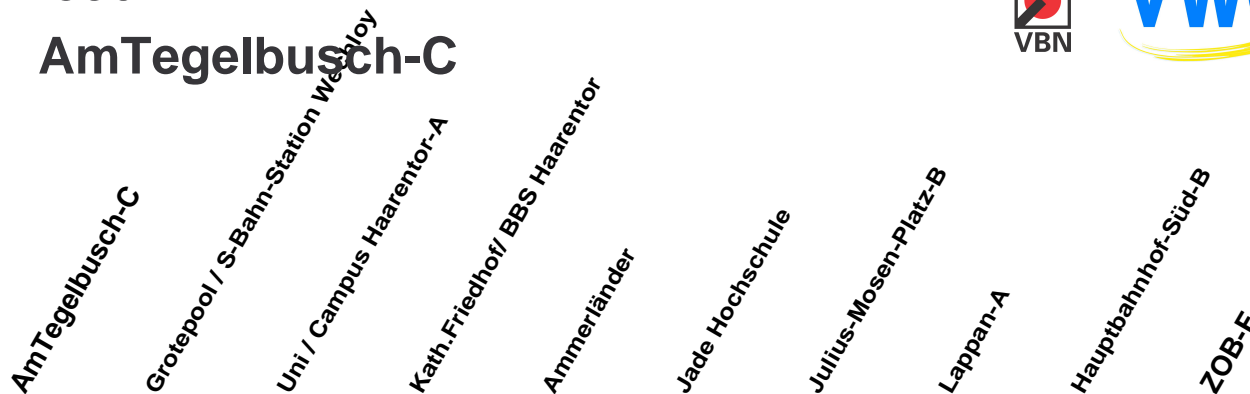 AmTegelbusch-C
VBN
AmTegelbusch-C
Grotepool / S-Bahn-Station Wechloy
Uni / Campus Haarentor-A
Kath.Friedhof/ BBS Haarentor
Ammerländer
Jade Hochschule
Julius-Mosen-Platz-B
Lappan-A
Hauptbahnhof-Süd-B